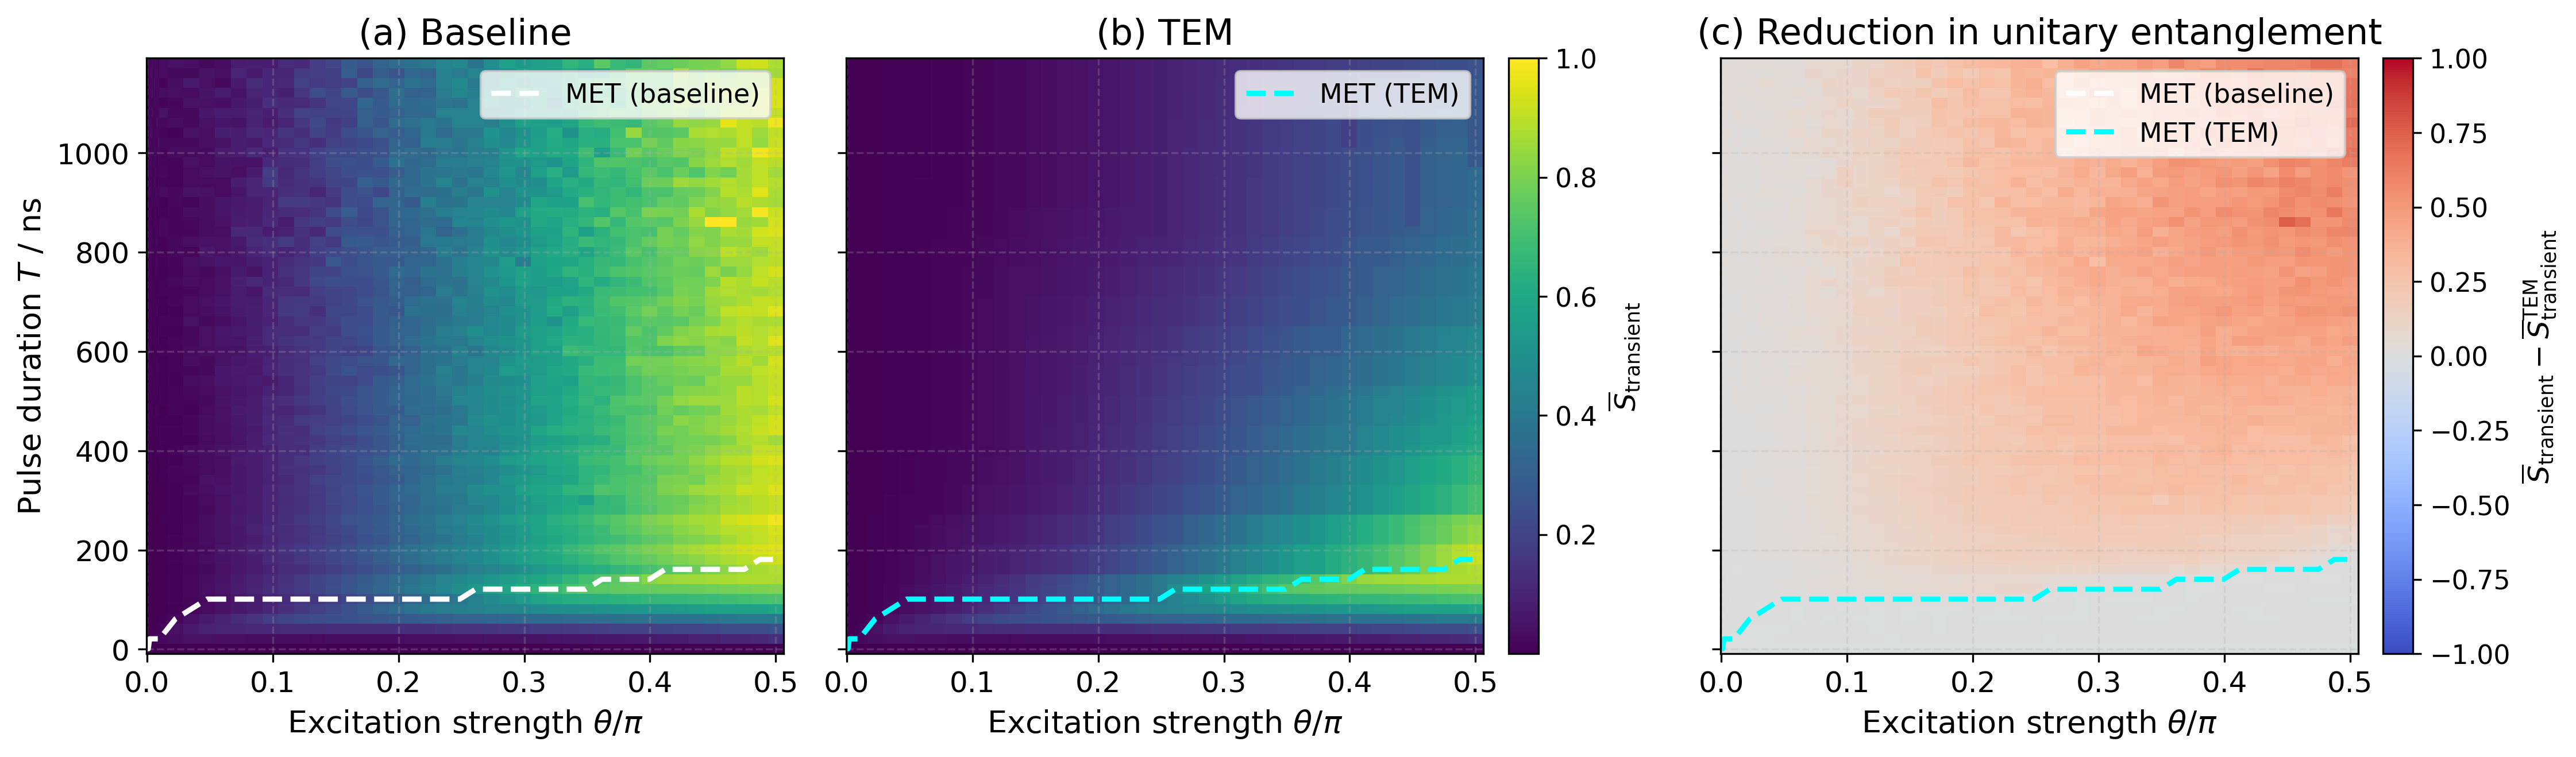 (a) Baseline
MET (baseline)
Pulse duration T / ns
1000
800
600
400
200
0
0.0 0.1 0.2 0.3 0.4 0.5
Excitation strength θ/π
(b) TEM
MET (TEM)
0.0 0.1 0.2 0.3 0.4 0.5
Excitation strength θ/π
1.0
0.8
0.6
0.4
0.2
S̅transient
(c) Reduction in unitary entanglement
MET (baseline)
MET (TEM)
0.0 0.1 0.2 0.3 0.4 0.5
Excitation strength θ/π
1.00
0.75
0.50
0.25
0.00
−0.25
−0.50
−0.75
−1.00
S̅transient − S̅TEMtransient